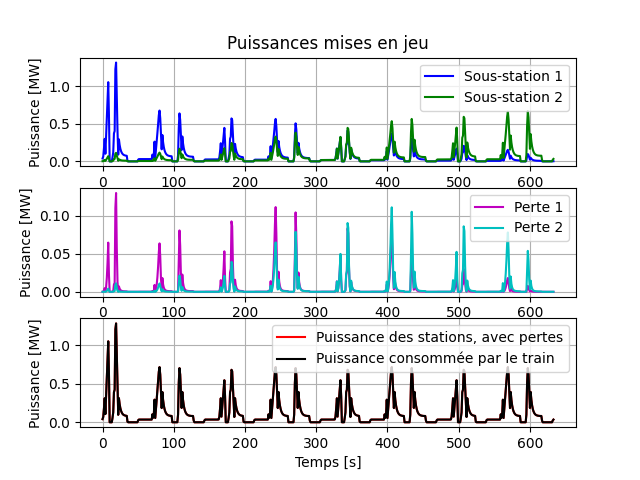 Puissances mises en jeu
Puissance [MW]
1.0
0.5
0.0
Sous-station 1
Sous-station 2
0 100 200 300 400 500 600
Puissance [MW]
0.10
0.05
0.00
Perte 1
Perte 2
0 100 200 300 400 500 600
Puissance [MW]
1.0
0.5
0.0
Puissance des stations, avec pertes
Puissance consommée par le train
0 100 200 300 400 500 600
Temps [s]